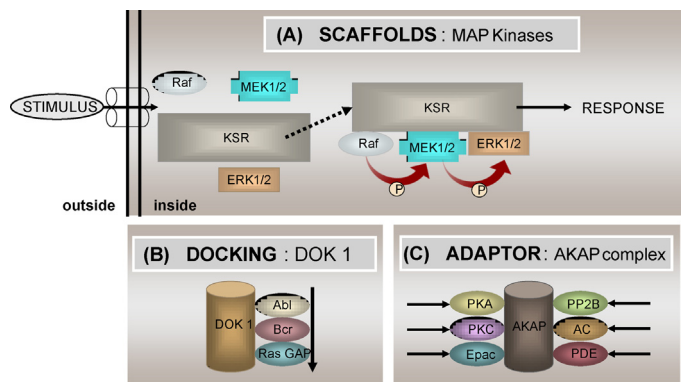 (A) SCAFFOLDS : MAP Kinases
Raf
MEK1/2
STIMULUS
KSR
KSR
RESPONSE
Raf
MEK1/2
ERK1/2
ERK1/2
P
P
outside
inside
(B) DOCKING : DOK 1
(C) ADAPTOR : AKAP complex
DOK 1
Abl
Bcr
Ras GAP
PKA
PKC
Epac
AKAP
PP2B
AC
PDE